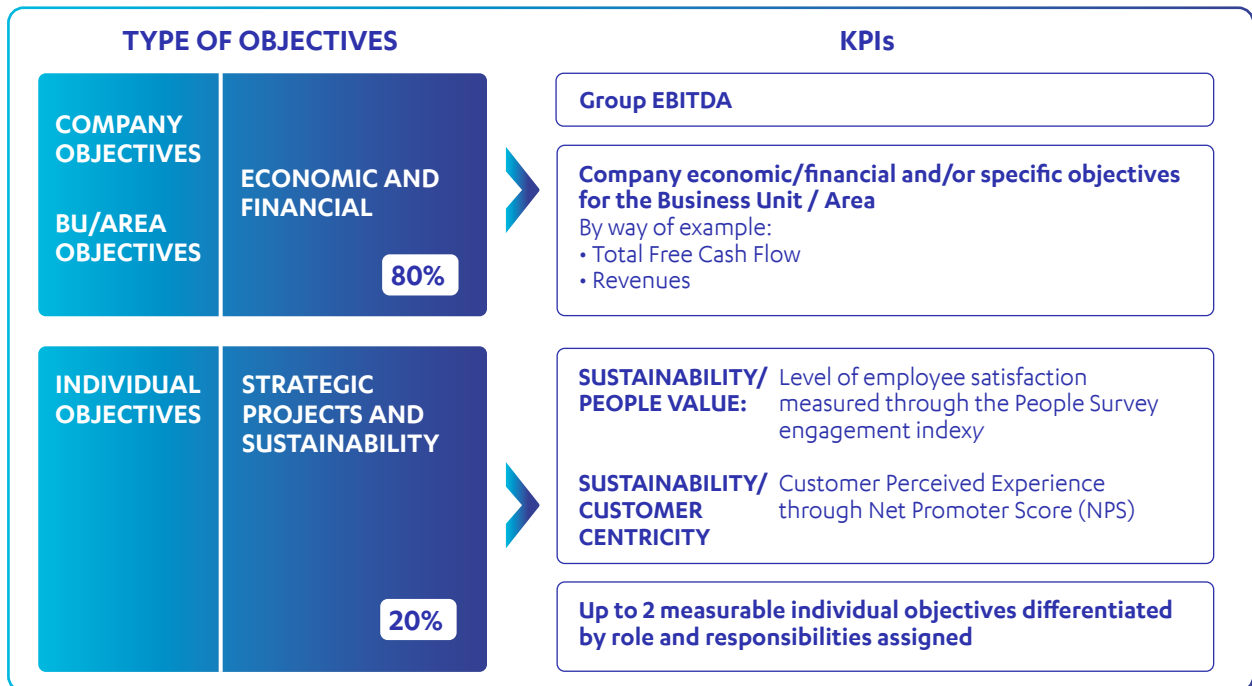 TYPE OF OBJECTIVES
KPIs
COMPANY
OBJECTIVES
BU/AREA
OBJECTIVES
ECONOMIC AND
FINANCIAL
80%
Group EBITDA
Company economic/financial and/or specific objectives
for the Business Unit / Area
By way of example:
• Total Free Cash Flow
• Revenues
INDIVIDUAL
OBJECTIVES
STRATEGIC
PROJECTS AND
SUSTAINABILITY
20%
SUSTAINABILITY/
PEOPLE VALUE:
Level of employee satisfaction
measured through the People Survey
engagement indexy
SUSTAINABILITY/
CUSTOMER
CENTRICITY
Customer Perceived Experience
through Net Promoter Score (NPS)
Up to 2 measurable individual objectives differentiated
by role and responsibilities assigned